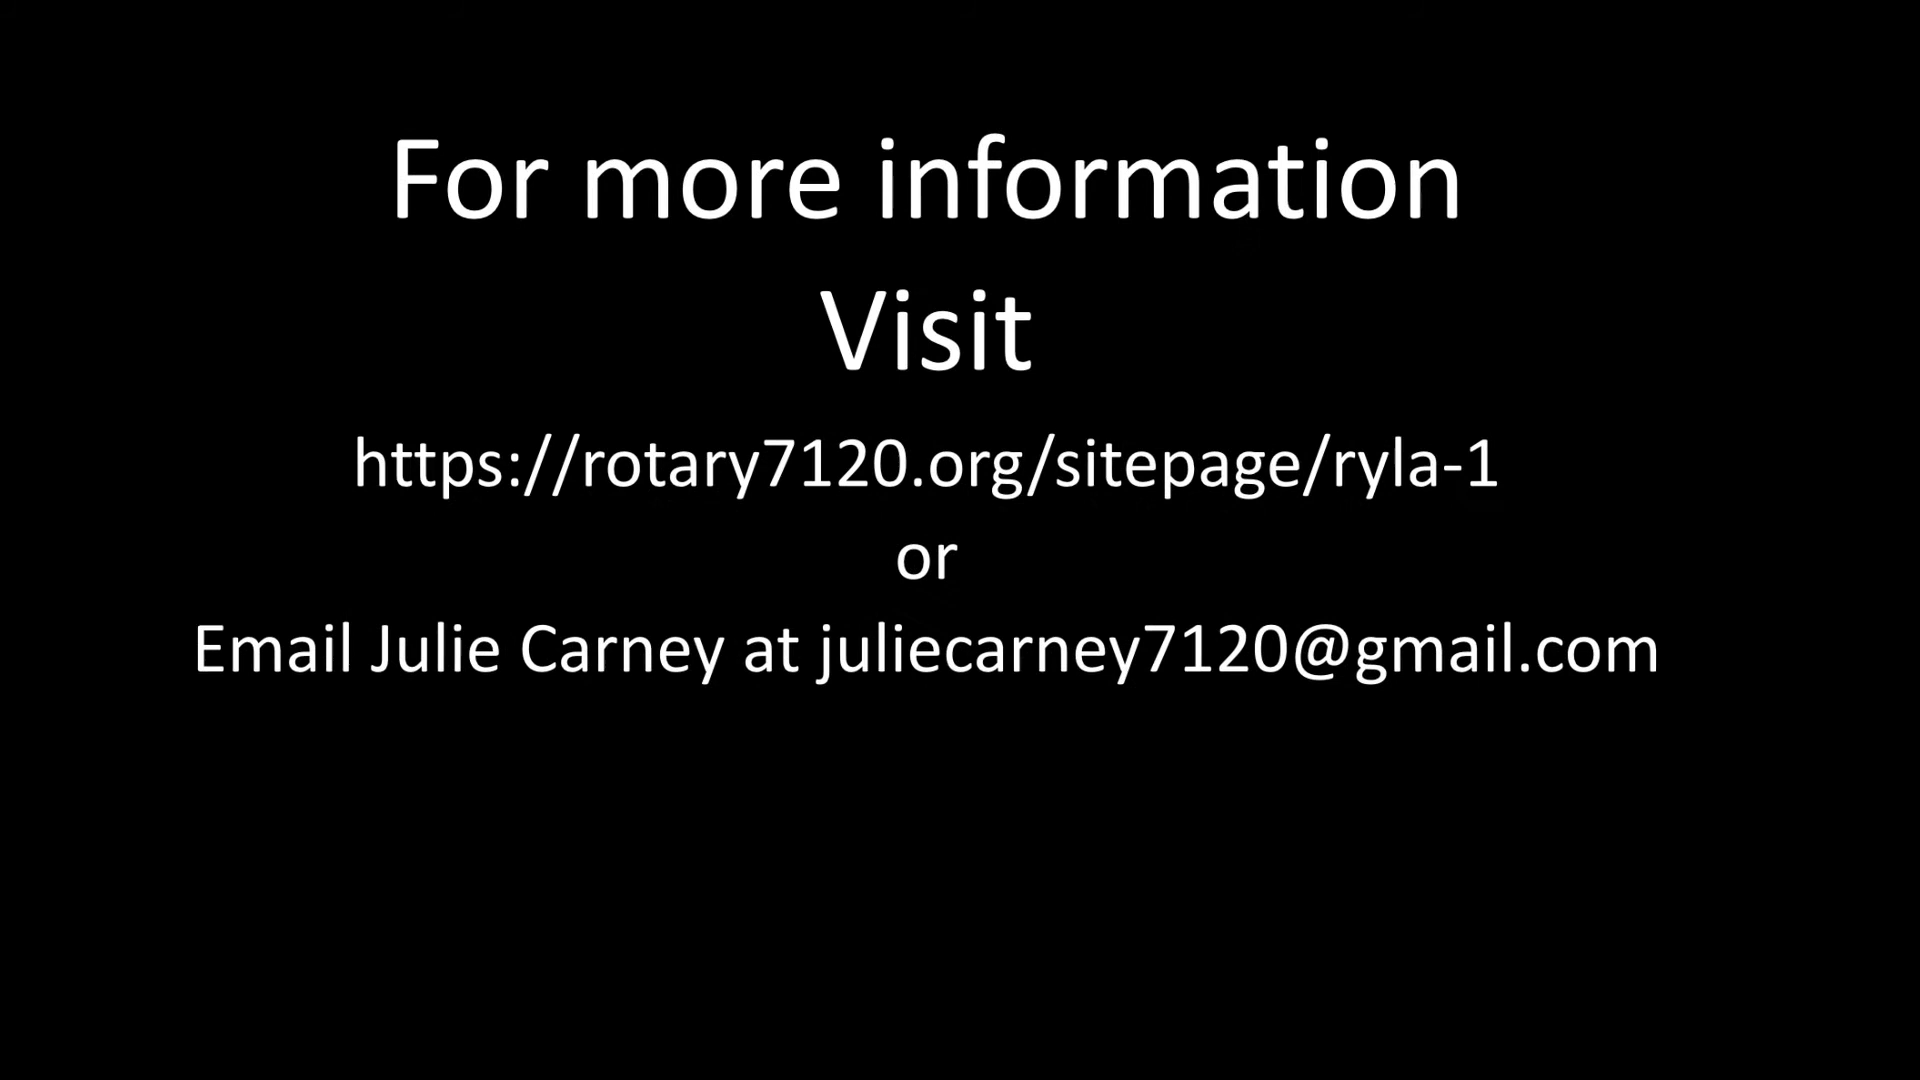 For more information
Visit
https://rotary7120.org/sitepage/ryla-1
or
Email Julie Carney at juliecarney7120@gmail.com